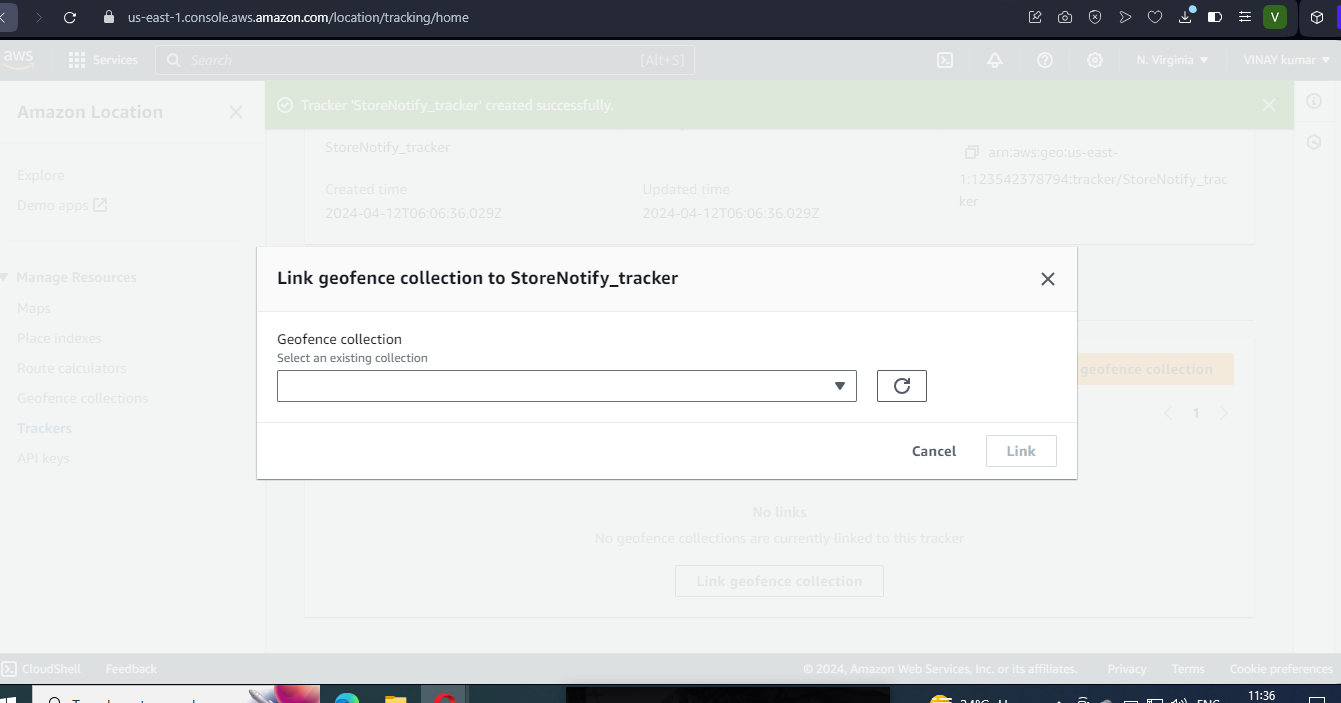 us-east-1.console.aws.amazon.com/location/tracking/home
V
aws
Services
Search
[Alt+S]
N. Virginia
VINAY kumar
Amazon Location
Tracker 'StoreNotify_tracker' created successfully.
StoreNotify_tracker
arn:aws:geo:us-east-
1:123542378794:tracker/StoreNotify_trac
ker
Explore
Demo apps
Created time
Updated time
2024-04-12T06:06:36.029Z
2024-04-12T06:06:36.029Z
Manage Resources
Maps
Place indexes
Route calculators
Geofence collections
Trackers
API keys
Link geofence collection to StoreNotify_tracker
Geofence collection
Select an existing collection
Cancel
Link
geofence collection
1
No links
No geofence collections are currently linked to this tracker
Link geofence collection
CloudShell
Feedback
© 2024, Amazon Web Services, Inc. or its affiliates.
Privacy
Terms
Cookie preferences
11:36